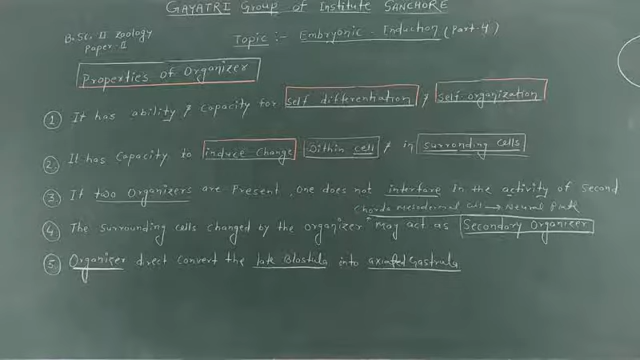 GAYATRI Group of Institute SANCHORE
B.Sc. II Zoology
Paper-II
Topic :- Embryonic Induction (Part 4)
Properties of Organizer
① It has ability & Capacity for self differentiation & self organization
② It has Capacity to induce change within cell & in surronding cells
③ If two Organizers are Present, one does not interfare in the activity of Second
Chorda mesodermal Cell → Neural Plate
④ The surrounding cells changed by the organizer May act as Secondary Organizer
⑤ Organizer direct convert the late Blastula into axiated Gastrula